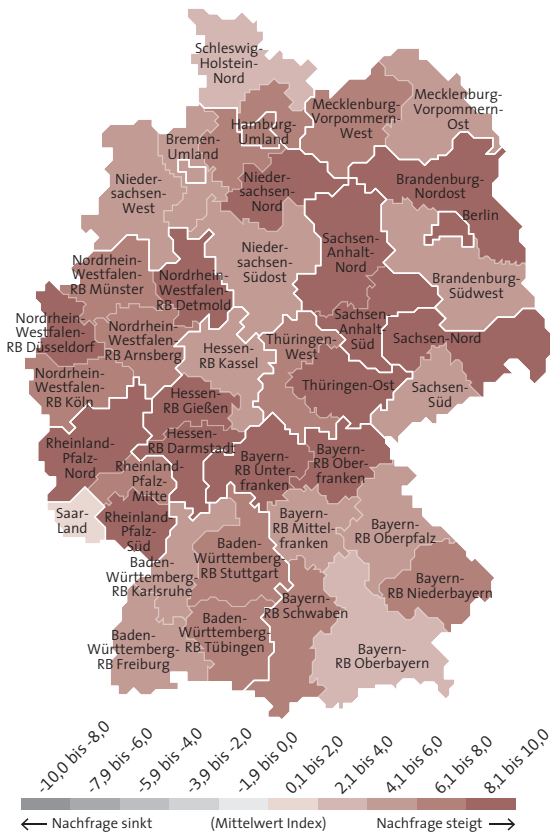 Schleswig-
Holstein-
Nord
Mecklenburg-
Vorpommern-
West
Mecklenburg-
Vorpommern-
Ost
Hamburg-
Umland
Bremen-
Umland
Nieder-
sachsen-
West
Nieder-
sachsen-
Nord
Brandenburg-
Nordost
Berlin
Nieder-
sachsen-
Südost
Sachsen-
Anhalt-
Nord
Brandenburg-
Südwest
Nordrhein-
Westfalen-
RB Münster
Nordrhein-
Westfalen-
RB Detmold
Nordrhein-
Westfalen-
RB Düsseldorf
Nordrhein-
Westfalen-
RB Arnsberg
Hessen-
RB Kassel
Thüringen-
West
Sachsen-
Anhalt-
Süd
Sachsen-Nord
Nordrhein-
Westfalen-
RB Köln
Hessen-
RB Gießen
Thüringen-Ost
Sachsen-
Süd
Rheinland-
Pfalz-
Nord
Hessen-
RB Darmstadt
Rheinland-
Pfalz-
Mitte
Bayern-
RB Unter-
franken
Bayern-
RB Ober-
franken
Saar-
Land
Rheinland-
Pfalz-
Süd
Bayern-
RB Mittel-
franken
Bayern-
RB Oberpfalz
Baden-
Württemberg-
RB Karlsruhe
Baden-
Württemberg-
RB Stuttgart
Bayern-
RB Niederbayern
Bayern-
RB Schwaben
Baden-
Württemberg-
RB Freiburg
Baden-
Württemberg-
RB Tübingen
Bayern-
RB Oberbayern
-10,0 bis -8,0
-7,9 bis -6,0
-5,9 bis -4,0
-3,9 bis -2,0
-1,9 bis 0,0
0,1 bis 2,0
2,1 bis 4,0
4,1 bis 6,0
6,1 bis 8,0
8,1 bis 10,0
← Nachfrage sinkt (Mittelwert Index) Nachfrage steigt →